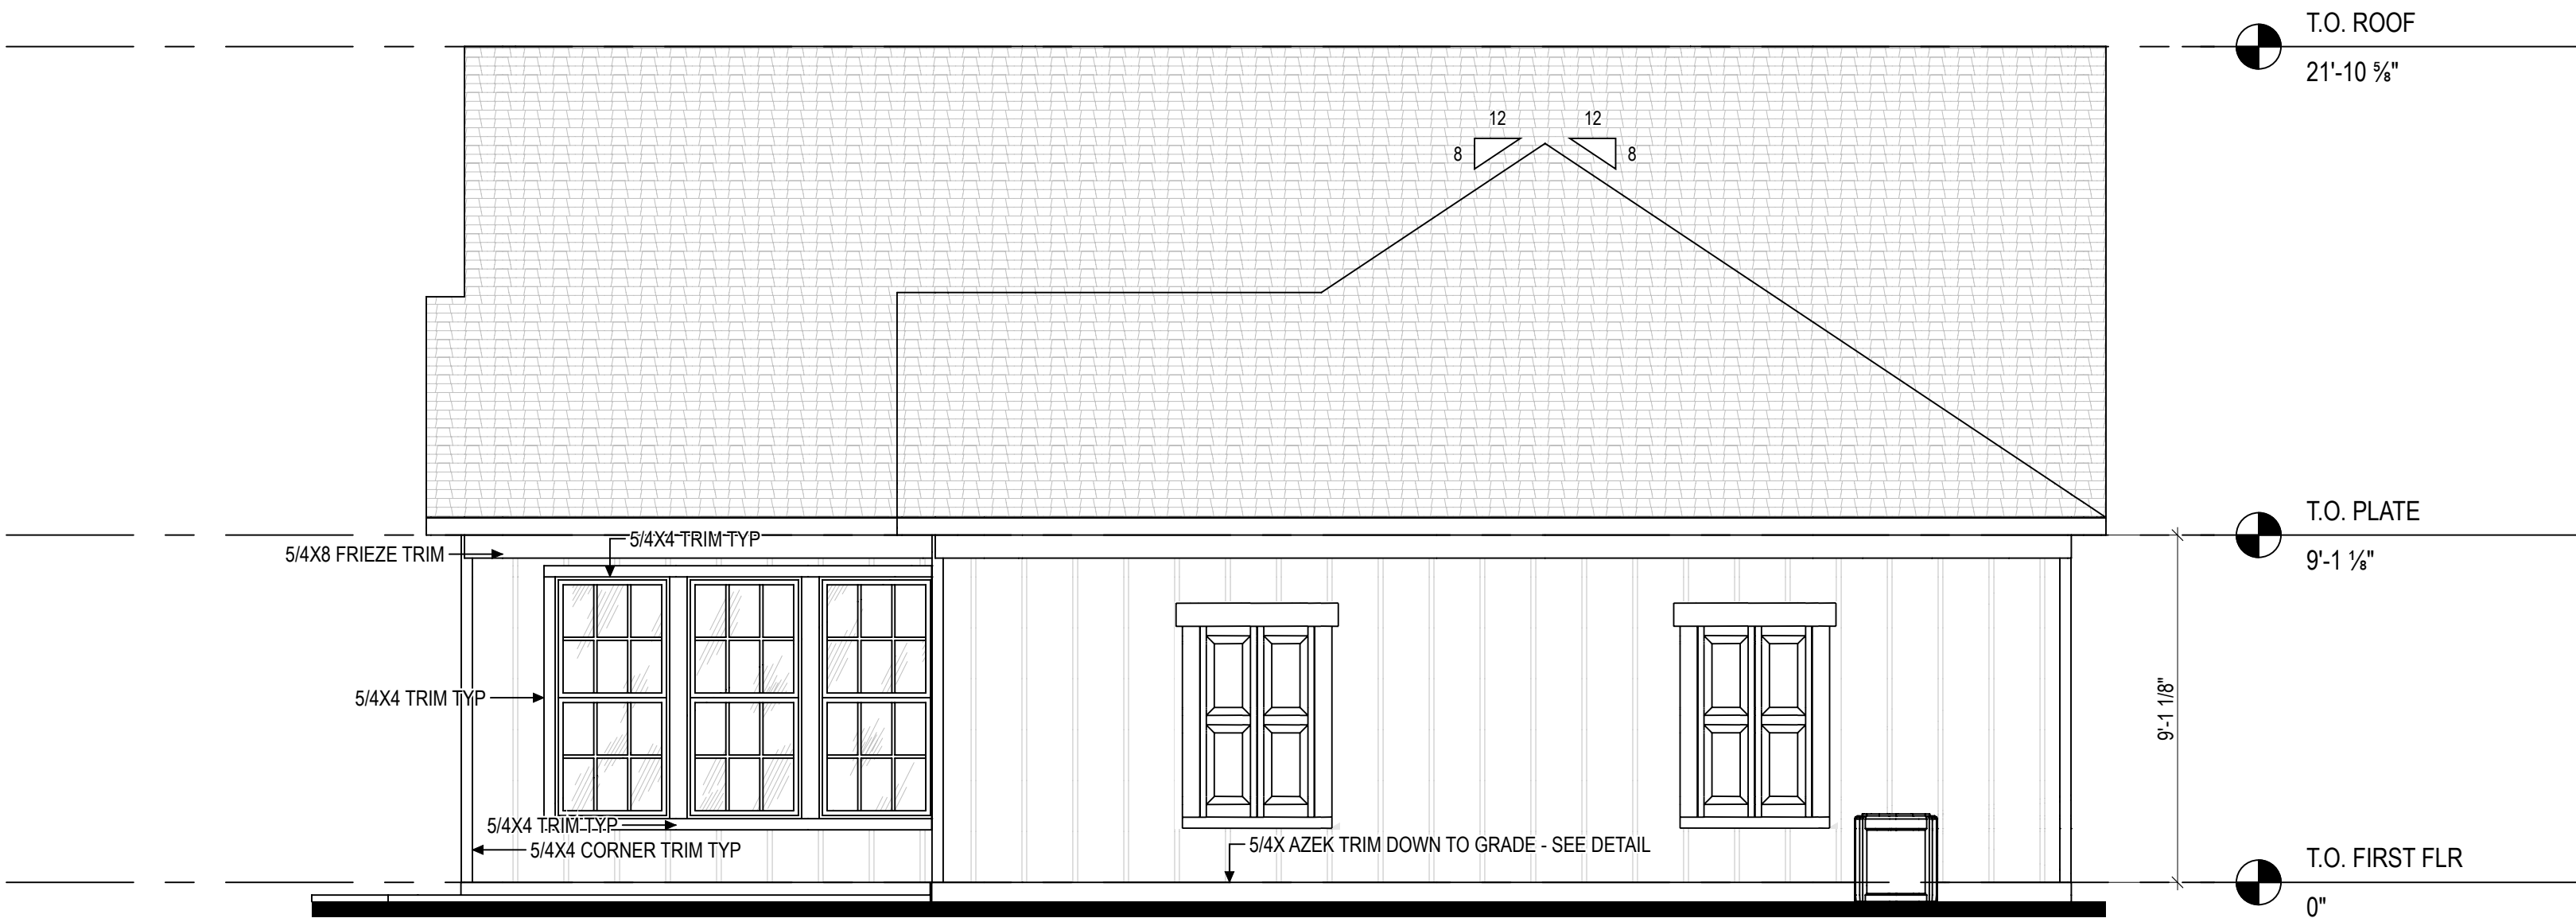 T.O. ROOF
21'-10 ⅝"
12 12
8 8
T.O. PLATE
9'-1 ⅛"
5/4X4 TRIM TYP
5/4X8 FRIEZE TRIM
5/4X4 TRIM TYP
9'-1 1/8"
5/4X4 TRIM TYP
5/4X AZEK TRIM DOWN TO GRADE - SEE DETAIL
5/4X4 CORNER TRIM TYP
T.O. FIRST FLR
0"